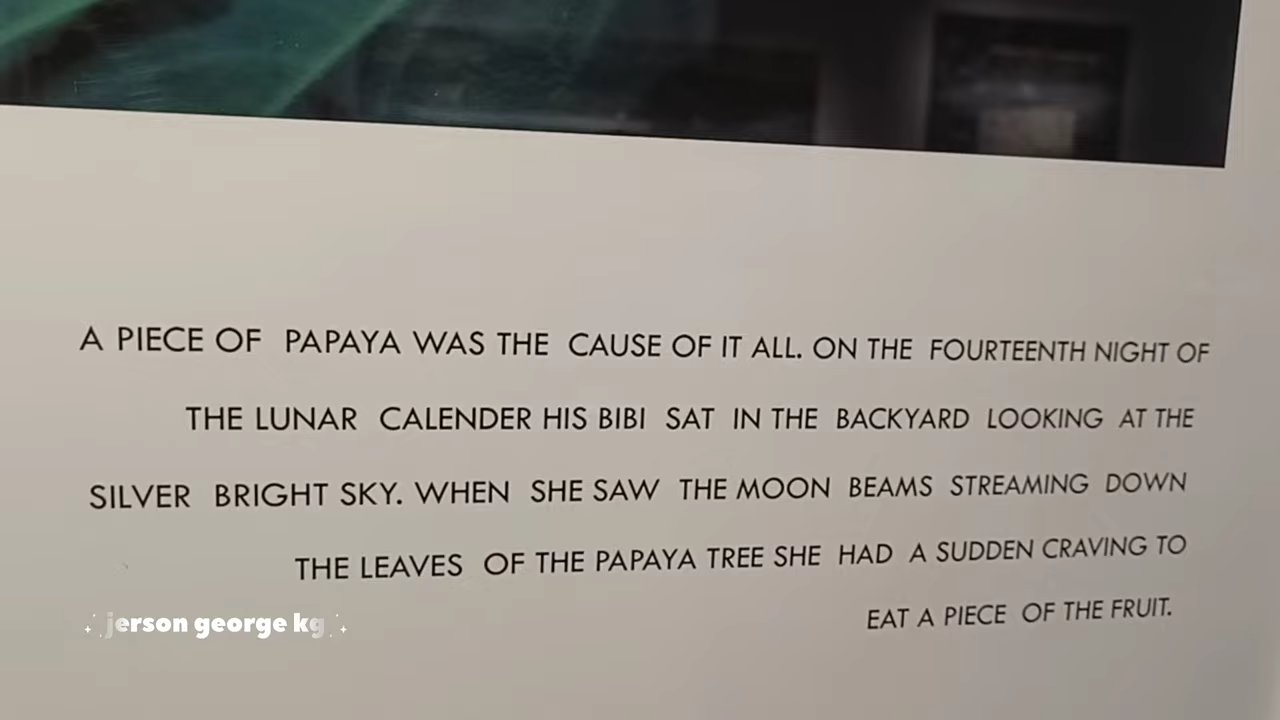 A PIECE OF PAPAYA WAS THE CAUSE OF IT ALL. ON THE FOURTEENTH NIGHT OF
THE LUNAR CALENDER HIS BIBI SAT IN THE BACKYARD LOOKING AT THE
SILVER BRIGHT SKY. WHEN SHE SAW THE MOON BEAMS STREAMING DOWN
THE LEAVES OF THE PAPAYA TREE SHE HAD A SUDDEN CRAVING TO
EAT A PIECE OF THE FRUIT.
jerson george kg